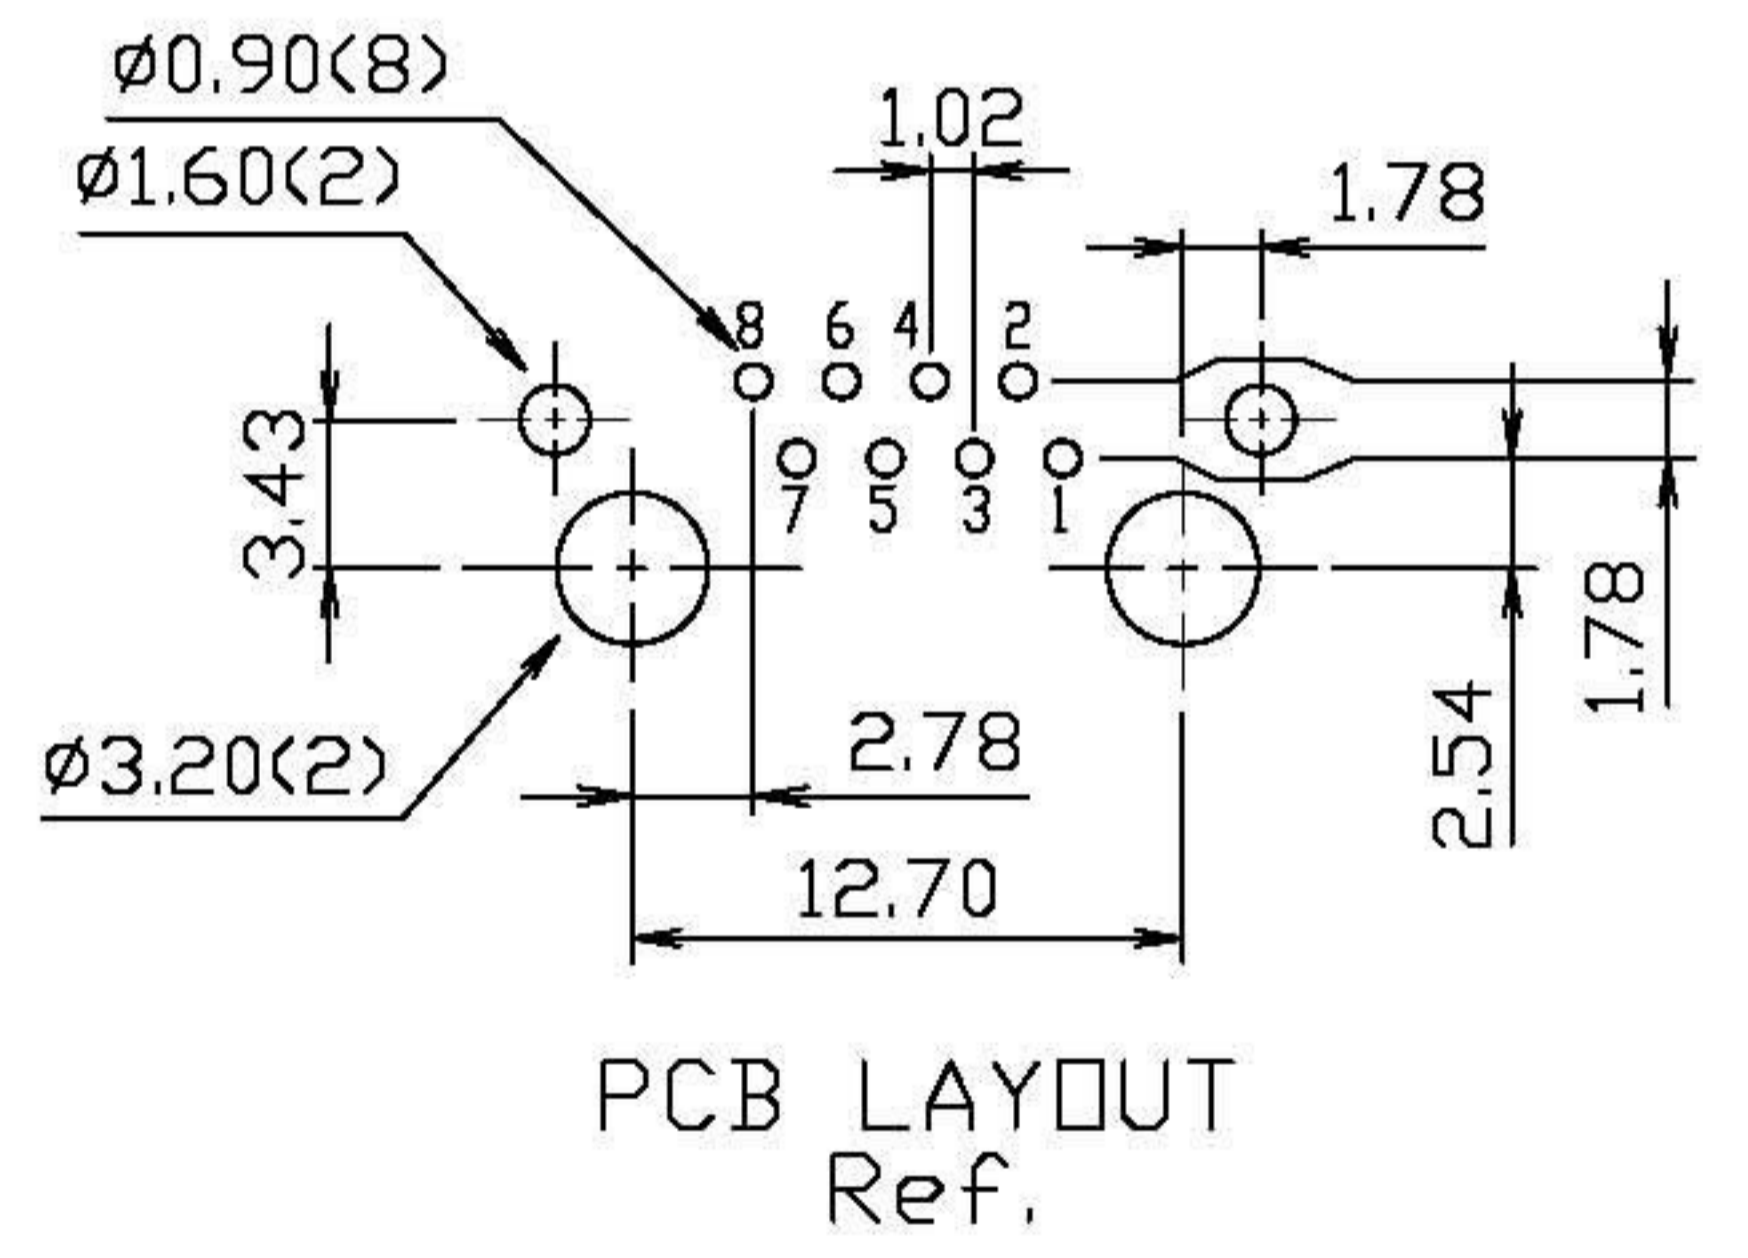 ø0.90(8)
1.02
ø1.60(2)
1.78
8 6 4 2
3.43
7 5 3 1
1.78
2.54
ø3.20(2)
2.78
12.70
PCB LAYOUT
Ref.